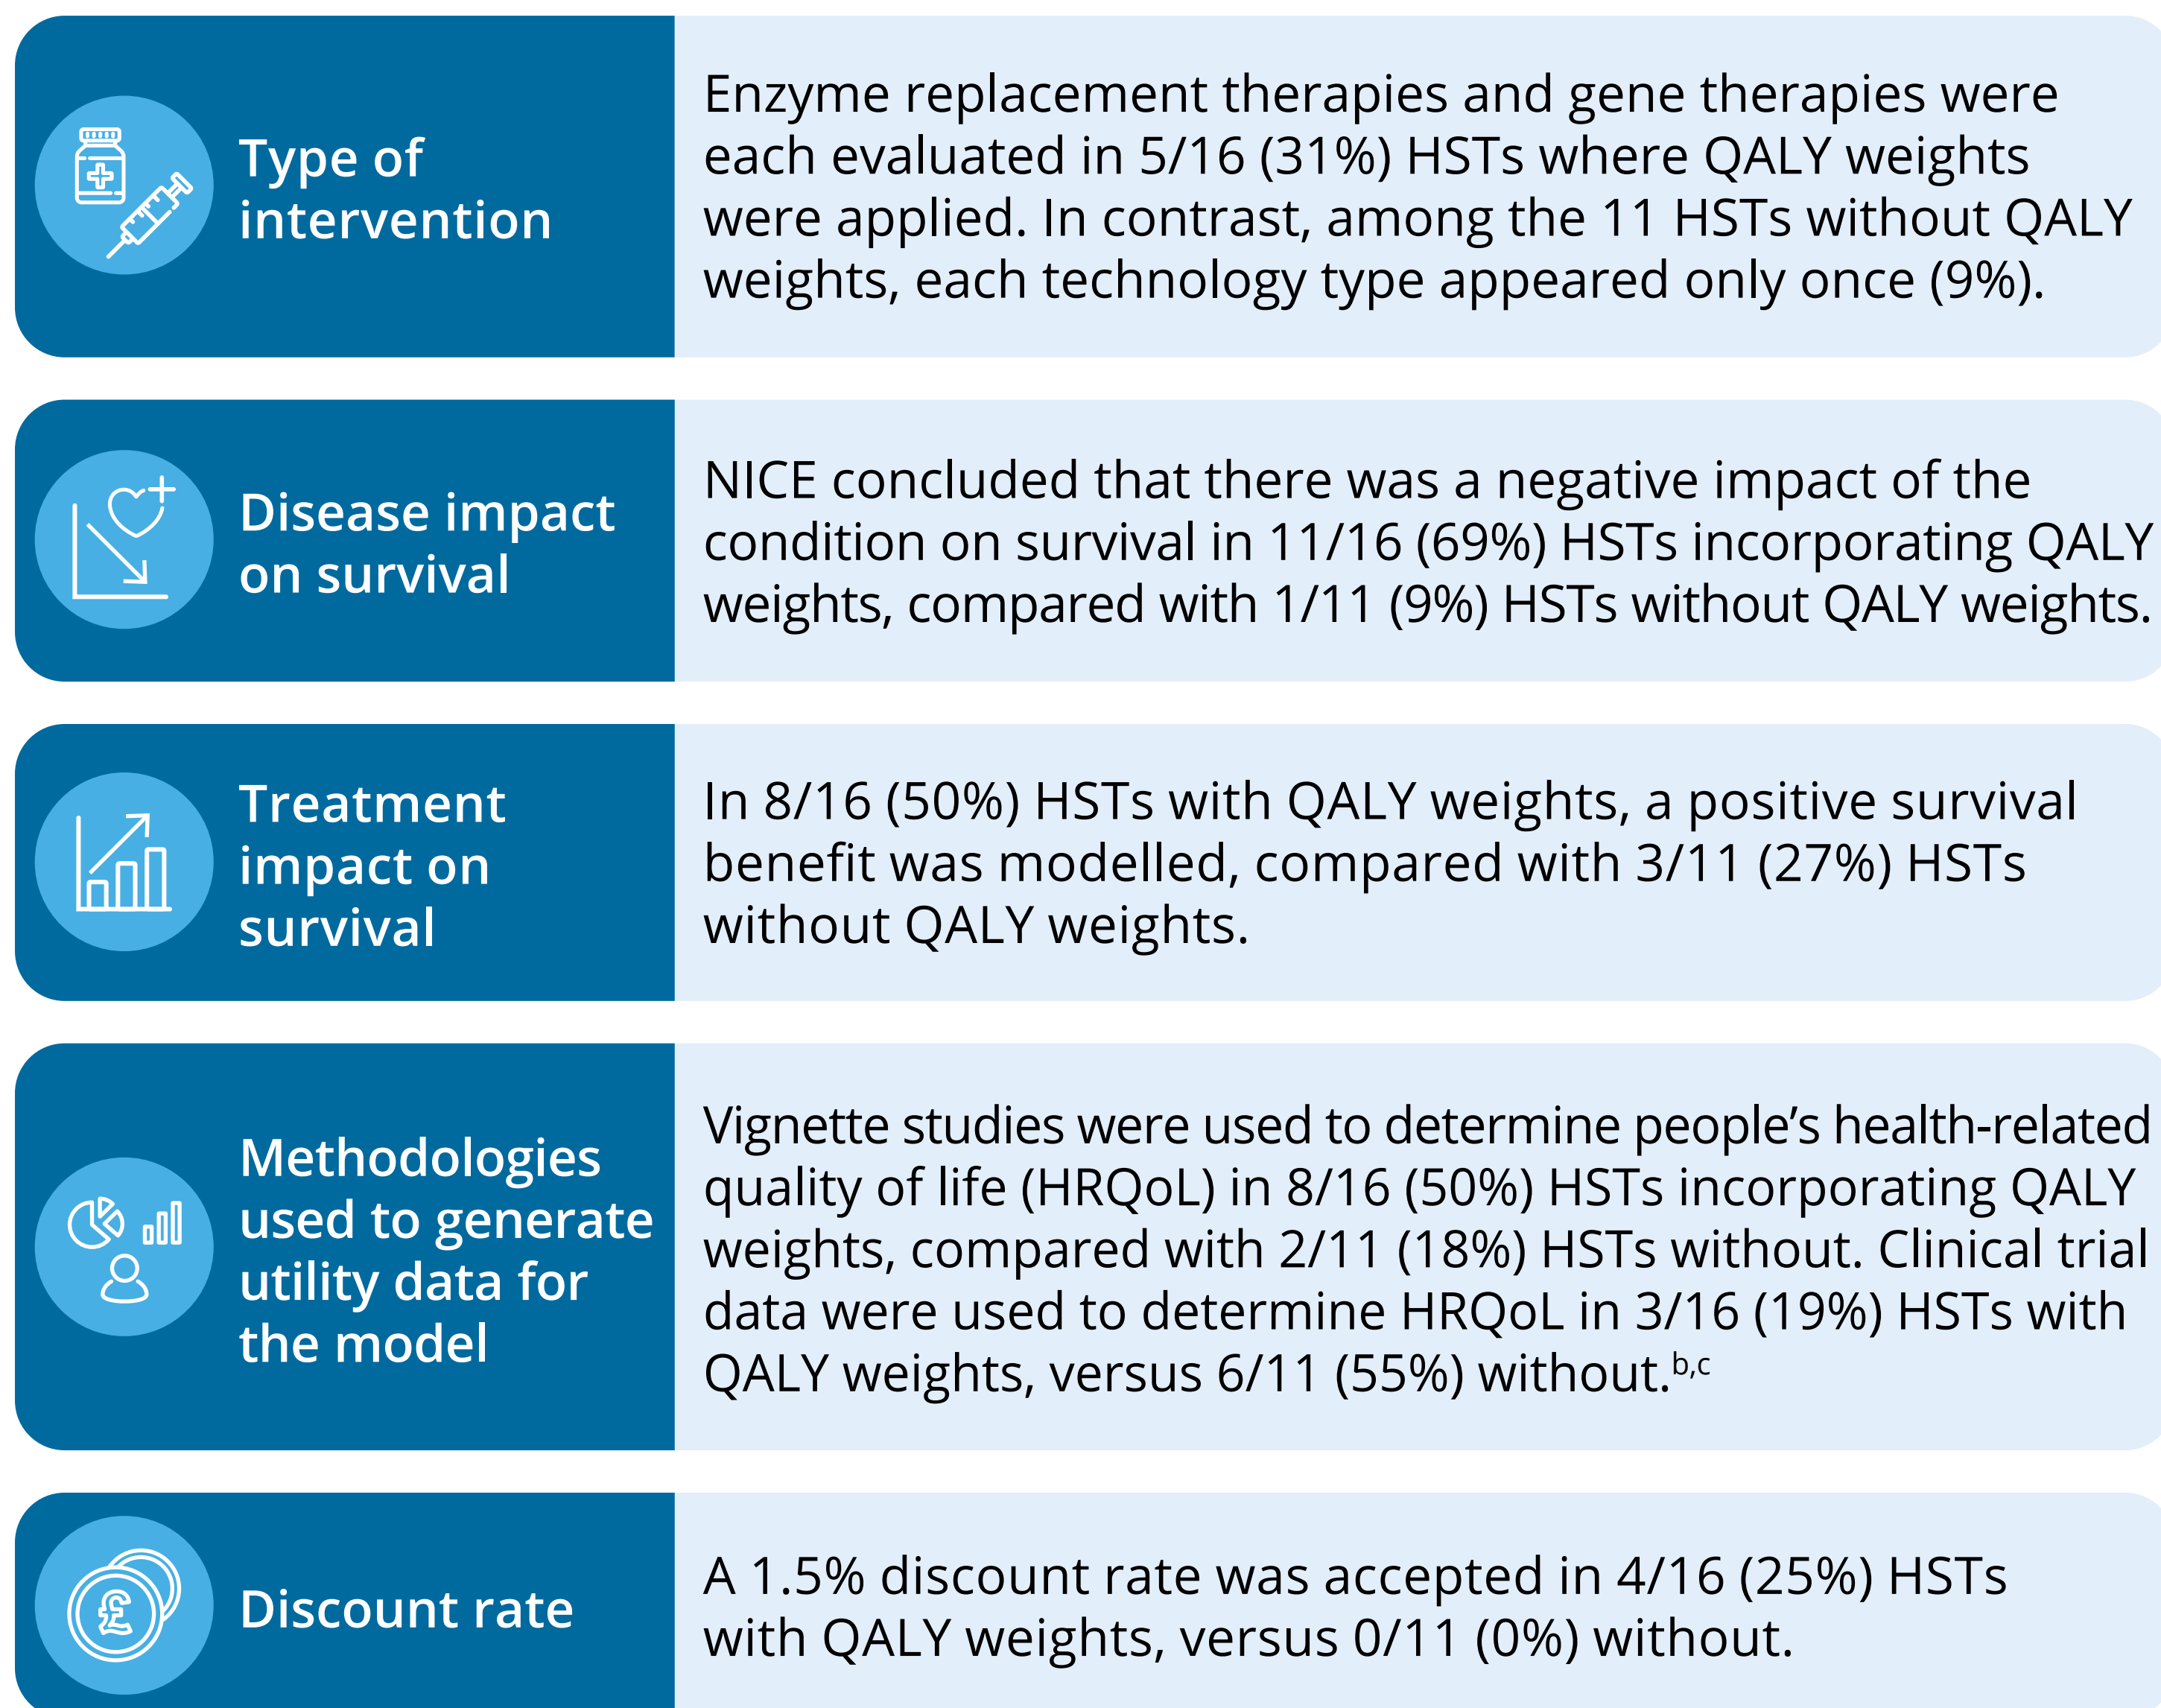 Type of
intervention
Enzyme replacement therapies and gene therapies were
each evaluated in 5/16 (31%) HSTs where QALY weights
were applied. In contrast, among the 11 HSTs without QALY
weights, each technology type appeared only once (9%).
Disease impact
on survival
NICE concluded that there was a negative impact of the
condition on survival in 11/16 (69%) HSTs incorporating QALY
weights, compared with 1/11 (9%) HSTs without QALY weights.
Treatment
impact on
survival
In 8/16 (50%) HSTs with QALY weights, a positive survival
benefit was modelled, compared with 3/11 (27%) HSTs
without QALY weights.
Methodologies
used to generate
utility data for
the model
Vignette studies were used to determine people’s health-related
quality of life (HRQoL) in 8/16 (50%) HSTs incorporating QALY
weights, compared with 2/11 (18%) HSTs without. Clinical trial
data were used to determine HRQoL in 3/16 (19%) HSTs with
QALY weights, versus 6/11 (55%) without.b,c
£
Discount rate
A 1.5% discount rate was accepted in 4/16 (25%) HSTs
with QALY weights, versus 0/11 (0%) without.